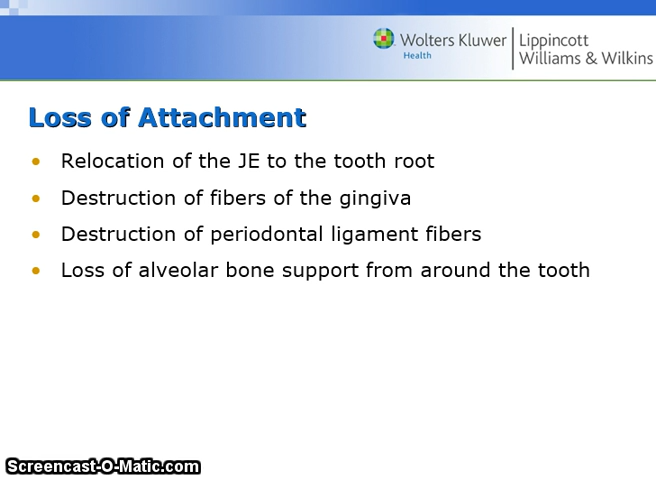 Wolters Kluwer
Health
Lippincott
Williams & Wilkins
Loss of Attachment
• Relocation of the JE to the tooth root
• Destruction of fibers of the gingiva
• Destruction of periodontal ligament fibers
• Loss of alveolar bone support from around the tooth
Screencast-O-Matic.com